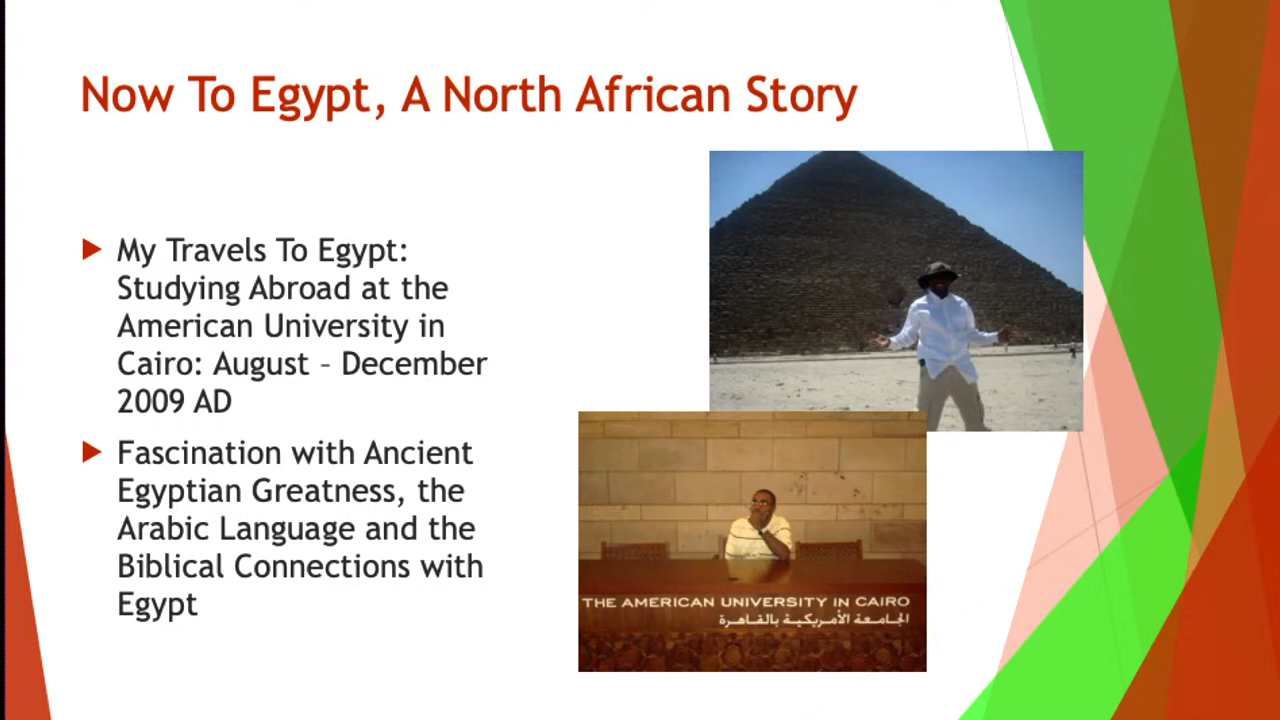 Now To Egypt, A North African Story
My Travels To Egypt:
Studying Abroad at the
American University in
Cairo: August – December
2009 AD
Fascination with Ancient
Egyptian Greatness, the
Arabic Language and the
Biblical Connections with
Egypt
THE AMERICAN UNIVERSITY IN CAIRO
الجامعة الأمريكية بالقاهرة